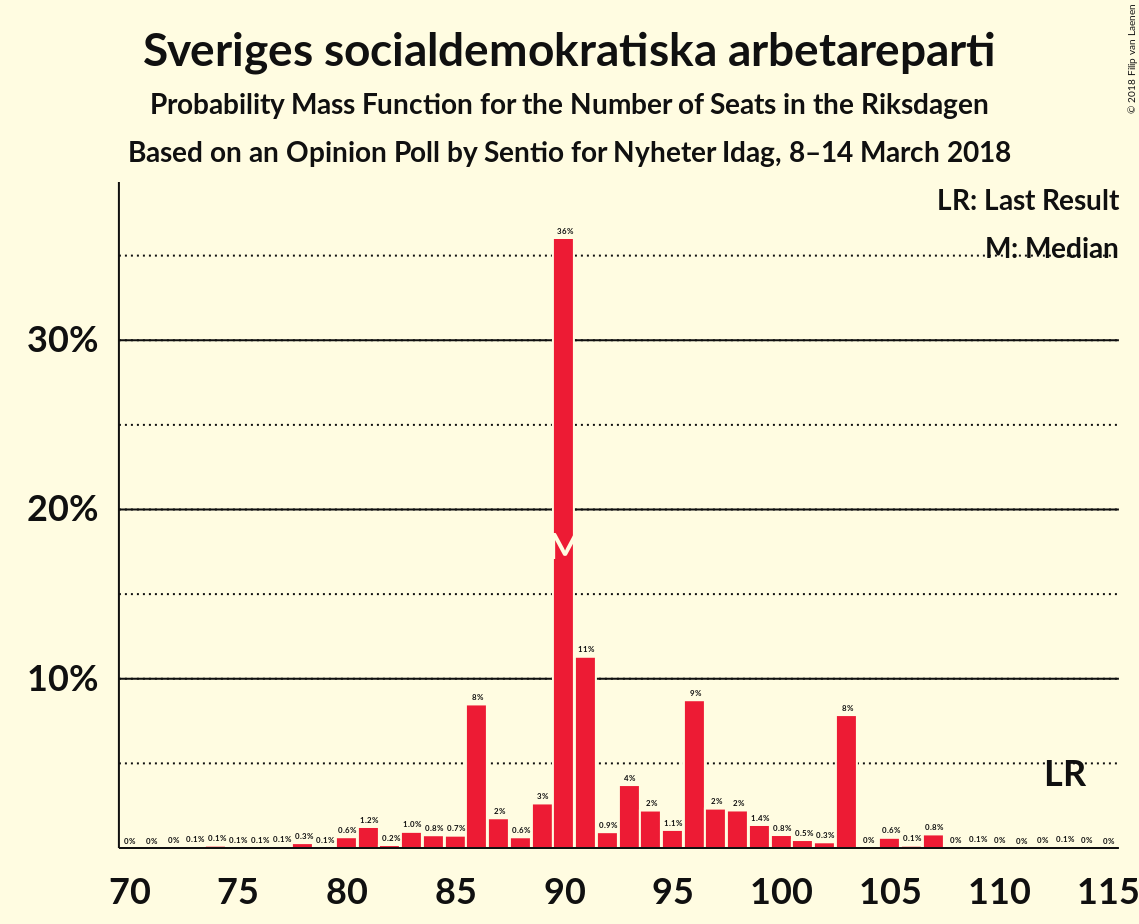 Sveriges socialdemokratiska arbetareparti
Probability Mass Function for the Number of Seats in the Riksdagen
Based on an Opinion Poll by Sentio for Nyheter Idag, 8–14 March 2018
© 2018 Filip van Laenen
LR: Last Result
M: Median
30%
20%
10%
0% 0% 0% 0.1% 0.1% 0.1% 0.1% 0.1% 0.3% 0.1% 0.6% 1.2% 0.2% 1.0% 0.8% 0.7% 8% 2% 0.6% 3% 36% 11% 0.9% 4% 2% 1.1% 9% 2% 2% 1.4% 0.8% 0.5% 0.3% 8% 0% 0.6% 0.1% 0.8% 0% 0.1% 0% 0% 0% 0.1% 0% 0%
M
LR
70 75 80 85 90 95 100 105 110 115